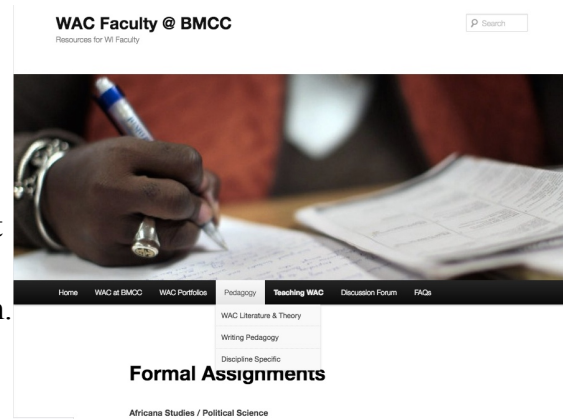 WAC Faculty @ BMCC
Search
Resources for WI Faculty
Home WAC at BMCC WAC Portfolios Pedagogy Teaching WAC Discussion Forum FAQs
WAC Literature & Theory
Writing Pedagogy
Discipline Specific
Formal Assignments
Africana Studies / Political Science